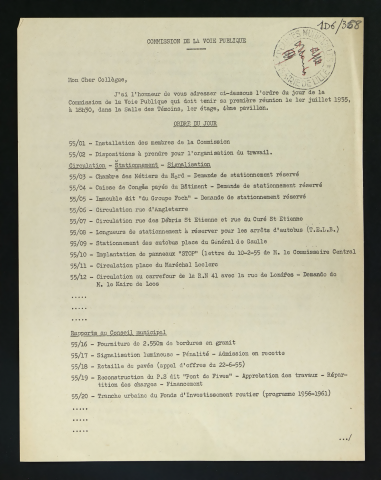 1D6/368
COMMISSION DE LA VOIE PUBLIQUE
Mon Cher Collègue,
J'ai l'honneur de vous adresser ci-dessous l'ordre du jour de la
Commission de la Voie Publique qui doit tenir sa première réunion le 1er juillet 1955,
à 18h30, dans la Salle des Témoins, 1er étage, 4ème pavillon.
ORDRE DU JOUR
55/01 - Installation des membres de la Commission
55/02 - Dispositions à prendre pour l'organisation du travail.
Circulation - Stationnement - Signalisation
55/03 - Chambre des Métiers du Nord - Demande de stationnement réservé
55/04 - Caisse de Congés payés du Bâtiment - Demande de stationnement réservé
55/05 - Immeuble dit "du Groupe Foch" - Demande de stationnement réservé
55/06 - Circulation rue d'Angleterre
55/07 - Circulation rue des Débris St Etienne et rue du Curé St Etienne
55/08 - Longueurs de stationnement à réserver pour les arrêts d'autobus (T.E.L.B.)
55/09 - Stationnement des autobus place du Général de Gaulle
55/10 - Implantation de panneaux "STOP" (lettre du 10-2-55 de M. le Commissaire Central
55/11 - Circulation place du Maréchal Leclerc
55/12 - Circulation au carrefour de la R.N 41 avec la rue de Londres - Demande de
M. le Maire de Loos
.....
.....
.....
Rapports au Conseil municipal
55/16 - Fourniture de 2.550m de bordures en granit
55/17 - Signalisation lumineuse - Pénalité - Admission en recette
55/18 - Retaille de pavés (appel d'offres du 22-6-55)
55/19 - Reconstruction du P.S dit "Pont de Fives" - Approbation des travaux - Répar-
tition des charges - Financement
55/20 - Tranche urbaine du Fonds d'Investissement routier (programme 1956-1961)
.....
.....
.....
.../